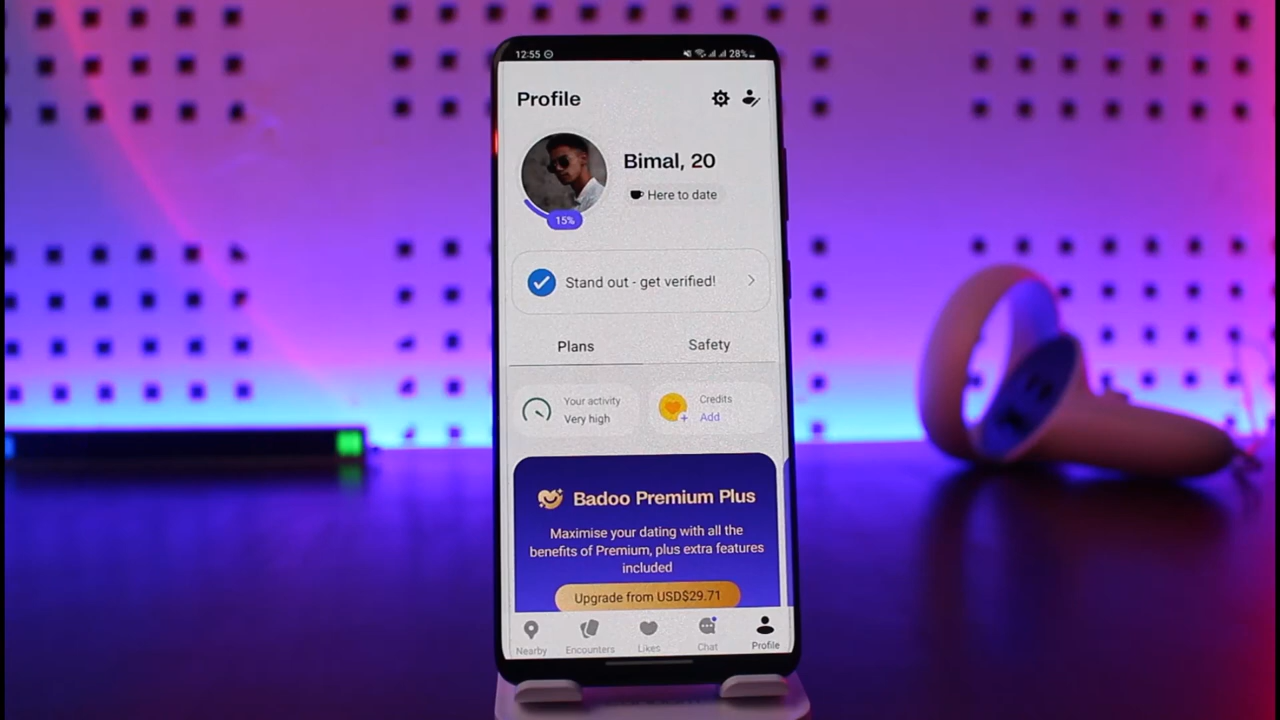 12:55
28%
Profile
Bimal, 20
Here to date
15%
Stand out - get verified!
Plans
Safety
Your activity
Very high
Credits
Add
Badoo Premium Plus
Maximise your dating with all the
benefits of Premium, plus extra features
included
Upgrade from USD$29.71
Nearby
Encounters
Likes
Chat
Profile